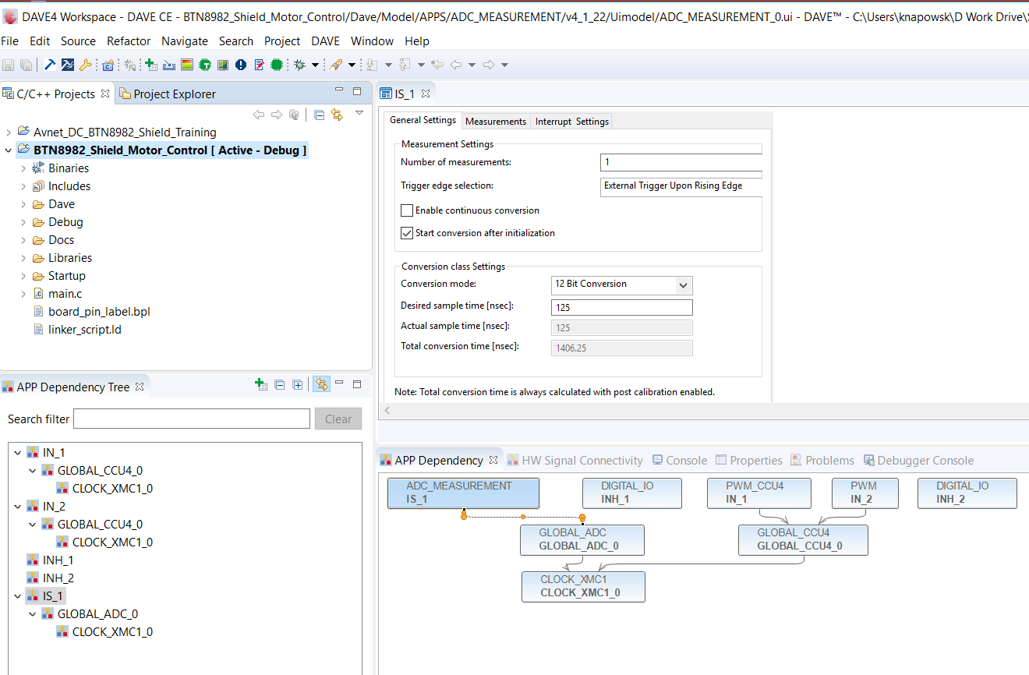 DAVE4 Workspace - DAVE CE - BTN8982_Shield_Motor_Control/Dave/Model/APPS/ADC_MEASUREMENT/v4_1_22/Uimodel/ADC_MEASUREMENT_0.ui - DAVE™ - C:\Users\knapowsk\D Work Drive\S
File Edit Source Refactor Navigate Search Project DAVE Window Help
C/C++ Projects Project Explorer
Avnet_DC_BTN8982_Shield_Training
BTN8982_Shield_Motor_Control [ Active - Debug ]
Binaries
Includes
Dave
Debug
Docs
Libraries
Startup
main.c
board_pin_label.bpl
linker_script.ld
IS_1
General Settings Measurements Interrupt Settings
Measurement Settings
Number of measurements: 1
Trigger edge selection: External Trigger Upon Rising Edge
Enable continuous conversion
Start conversion after initialization
Conversion class Settings
Conversion mode: 12 Bit Conversion
Desired sample time [nsec]: 125
Actual sample time [nsec]: 125
Total conversion time [nsec]: 1406.25
Note: Total conversion time is always calculated with post calibration enabled.
APP Dependency Tree
Search filter Clear
IN_1
GLOBAL_CCU4_0
CLOCK_XMC1_0
IN_2
GLOBAL_CCU4_0
CLOCK_XMC1_0
INH_1
INH_2
IS_1
GLOBAL_ADC_0
CLOCK_XMC1_0
APP Dependency HW Signal Connectivity Console Properties Problems Debugger Console
ADC_MEASUREMENT
IS_1
DIGITAL_IO
INH_1
PWM_CCU4
IN_1
PWM
IN_2
DIGITAL_IO
INH_2
GLOBAL_ADC
GLOBAL_ADC_0
GLOBAL_CCU4
GLOBAL_CCU4_0
CLOCK_XMC1
CLOCK_XMC1_0